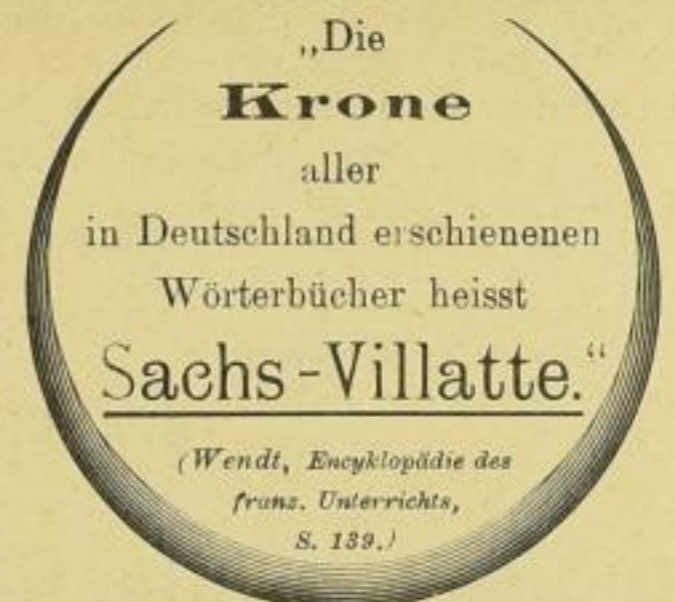 „Die
Krone
aller
in Deutschland erschienenen
Wörterbücher heisst
Sachs-Villatte.“
(Wendt, Encyklopädie des
franz. Unterrichts,
S. 139.)